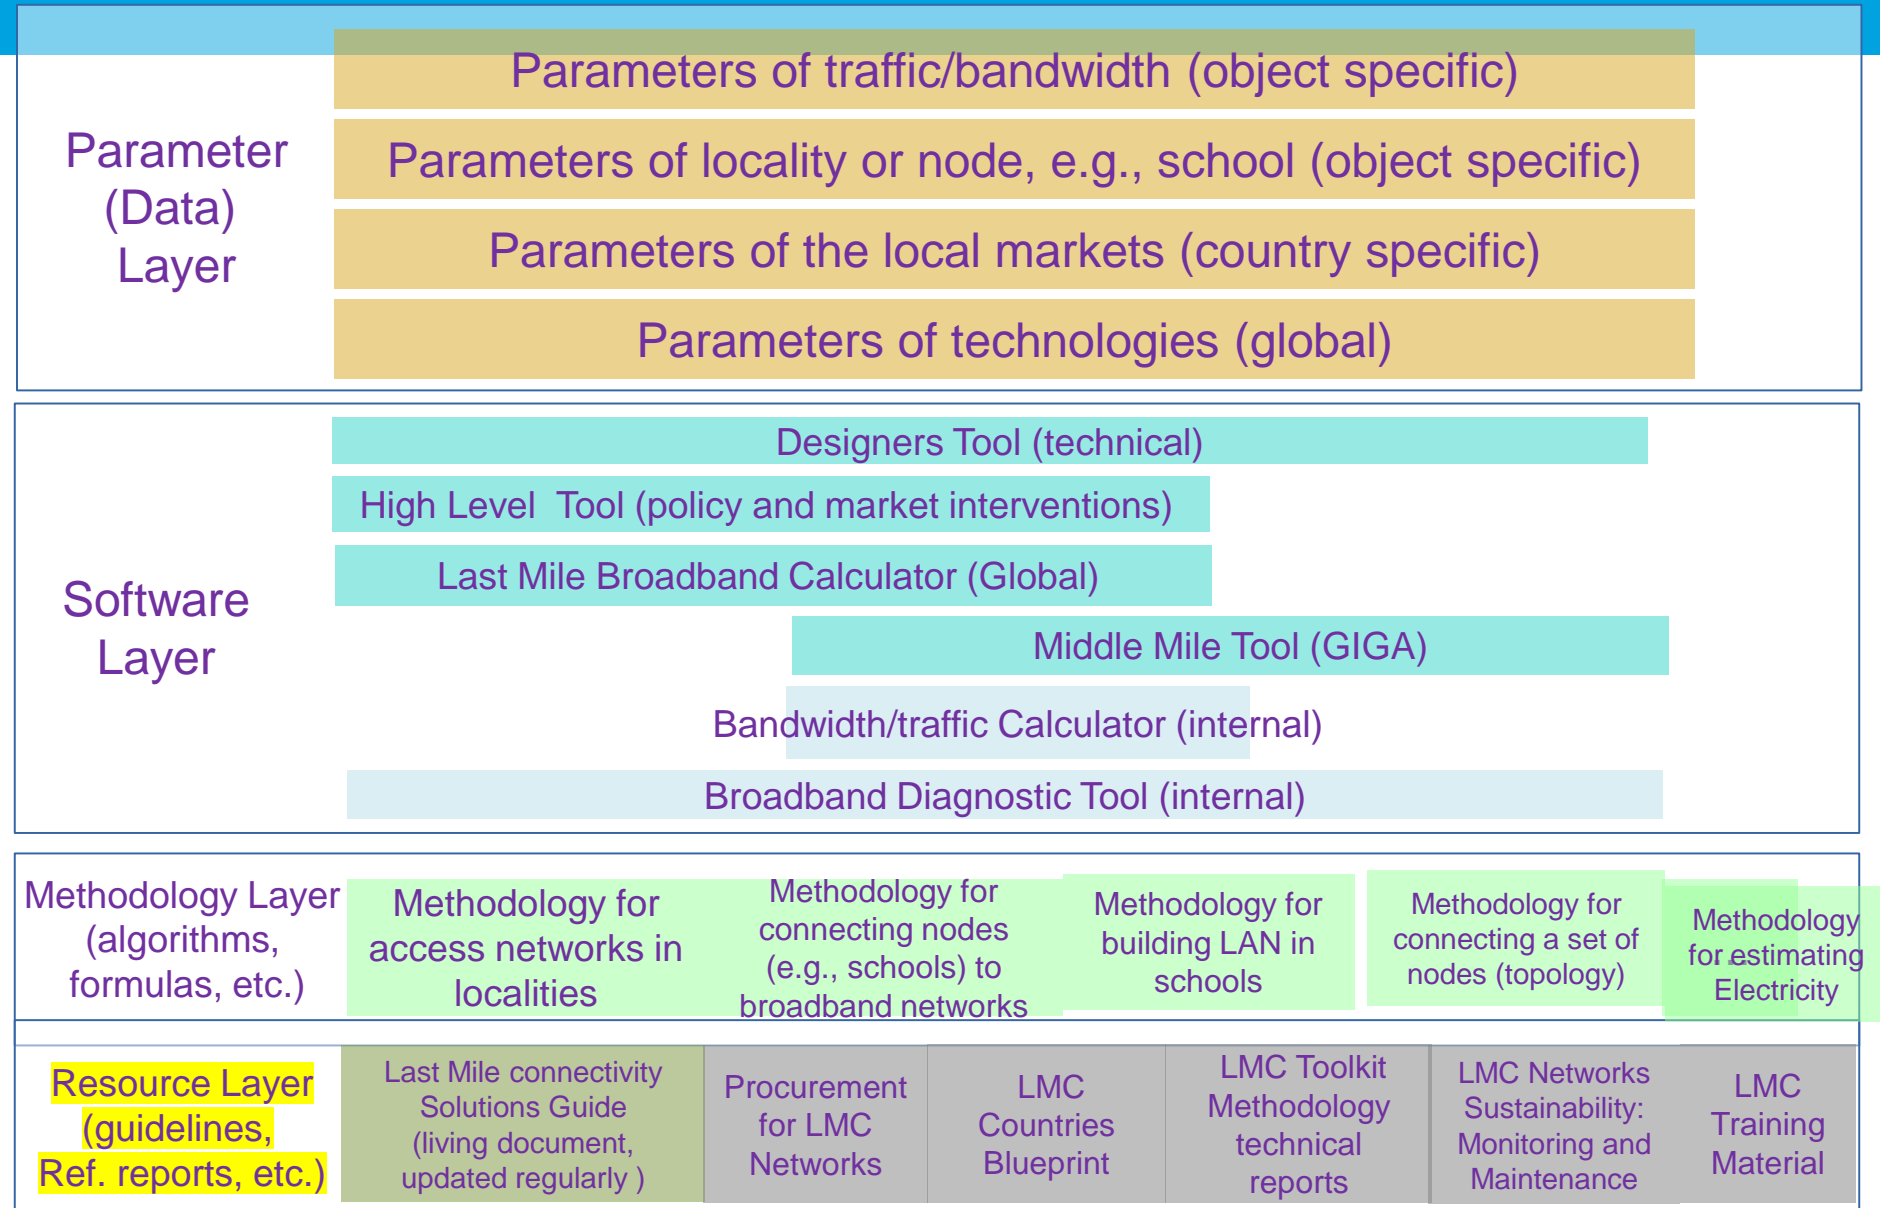 Parameter
(Data)
Layer
Parameters of traffic/bandwidth (object specific)
Parameters of locality or node, e.g., school (object specific)
Parameters of the local markets (country specific)
Parameters of technologies (global)
Software
Layer
Designers Tool (technical)
High Level  Tool (policy and market interventions)
Last Mile Broadband Calculator (Global)
Middle Mile Tool (GIGA)
Bandwidth/traffic Calculator (internal)
Broadband Diagnostic Tool (internal)
Methodology Layer
(algorithms,
formulas, etc.)
Methodology for
access networks in
localities
Methodology for
connecting nodes
(e.g., schools) to
broadband networks
Methodology for
building LAN in
schools
Methodology for
connecting a set of
nodes (topology)
...
Methodology
for estimating
Electricity
Resource Layer
(guidelines,
Ref. reports, etc.)
Last Mile connectivity
Solutions Guide
(living document,
updated regularly )
Procurement
for LMC
Networks
LMC
Countries
Blueprint
LMC Toolkit
Methodology
technical
reports
LMC Networks
Sustainability:
Monitoring and
Maintenance
LMC
Training
Material